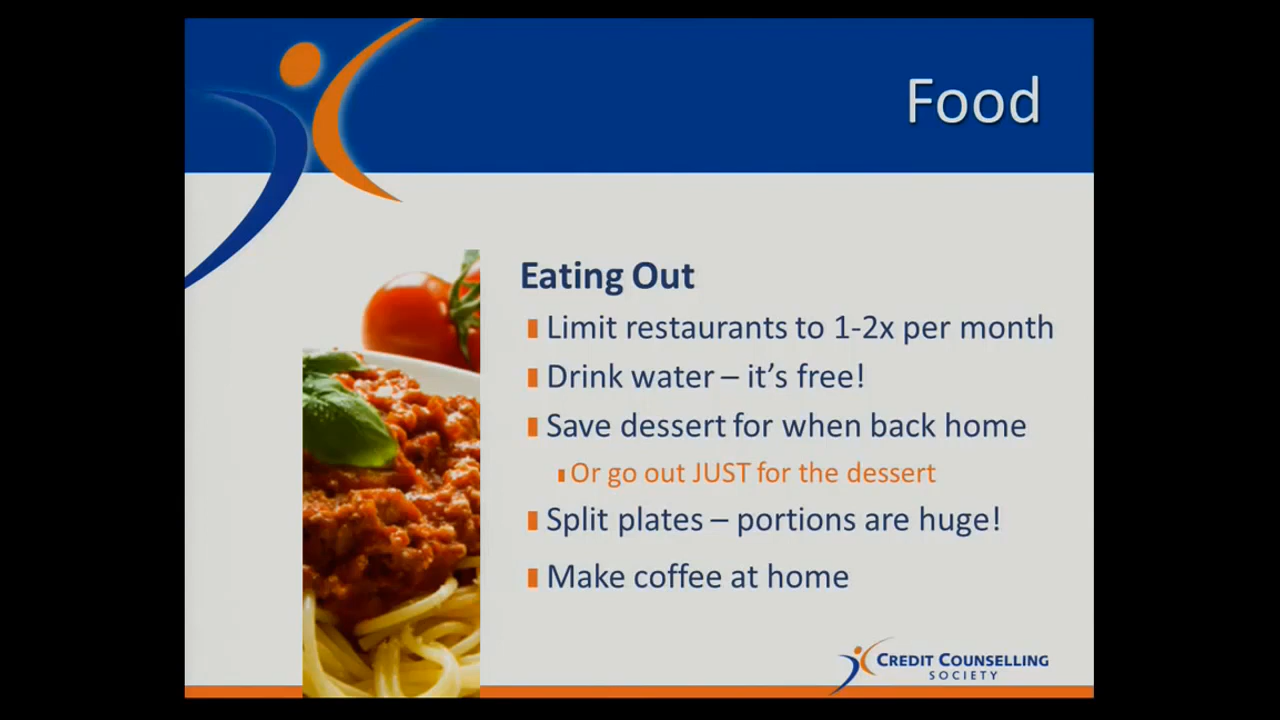 Food
Eating Out
Limit restaurants to 1-2x per month
Drink water – it's free!
Save dessert for when back home
Or go out JUST for the dessert
Split plates – portions are huge!
Make coffee at home
CREDIT COUNSELLING
SOCIETY